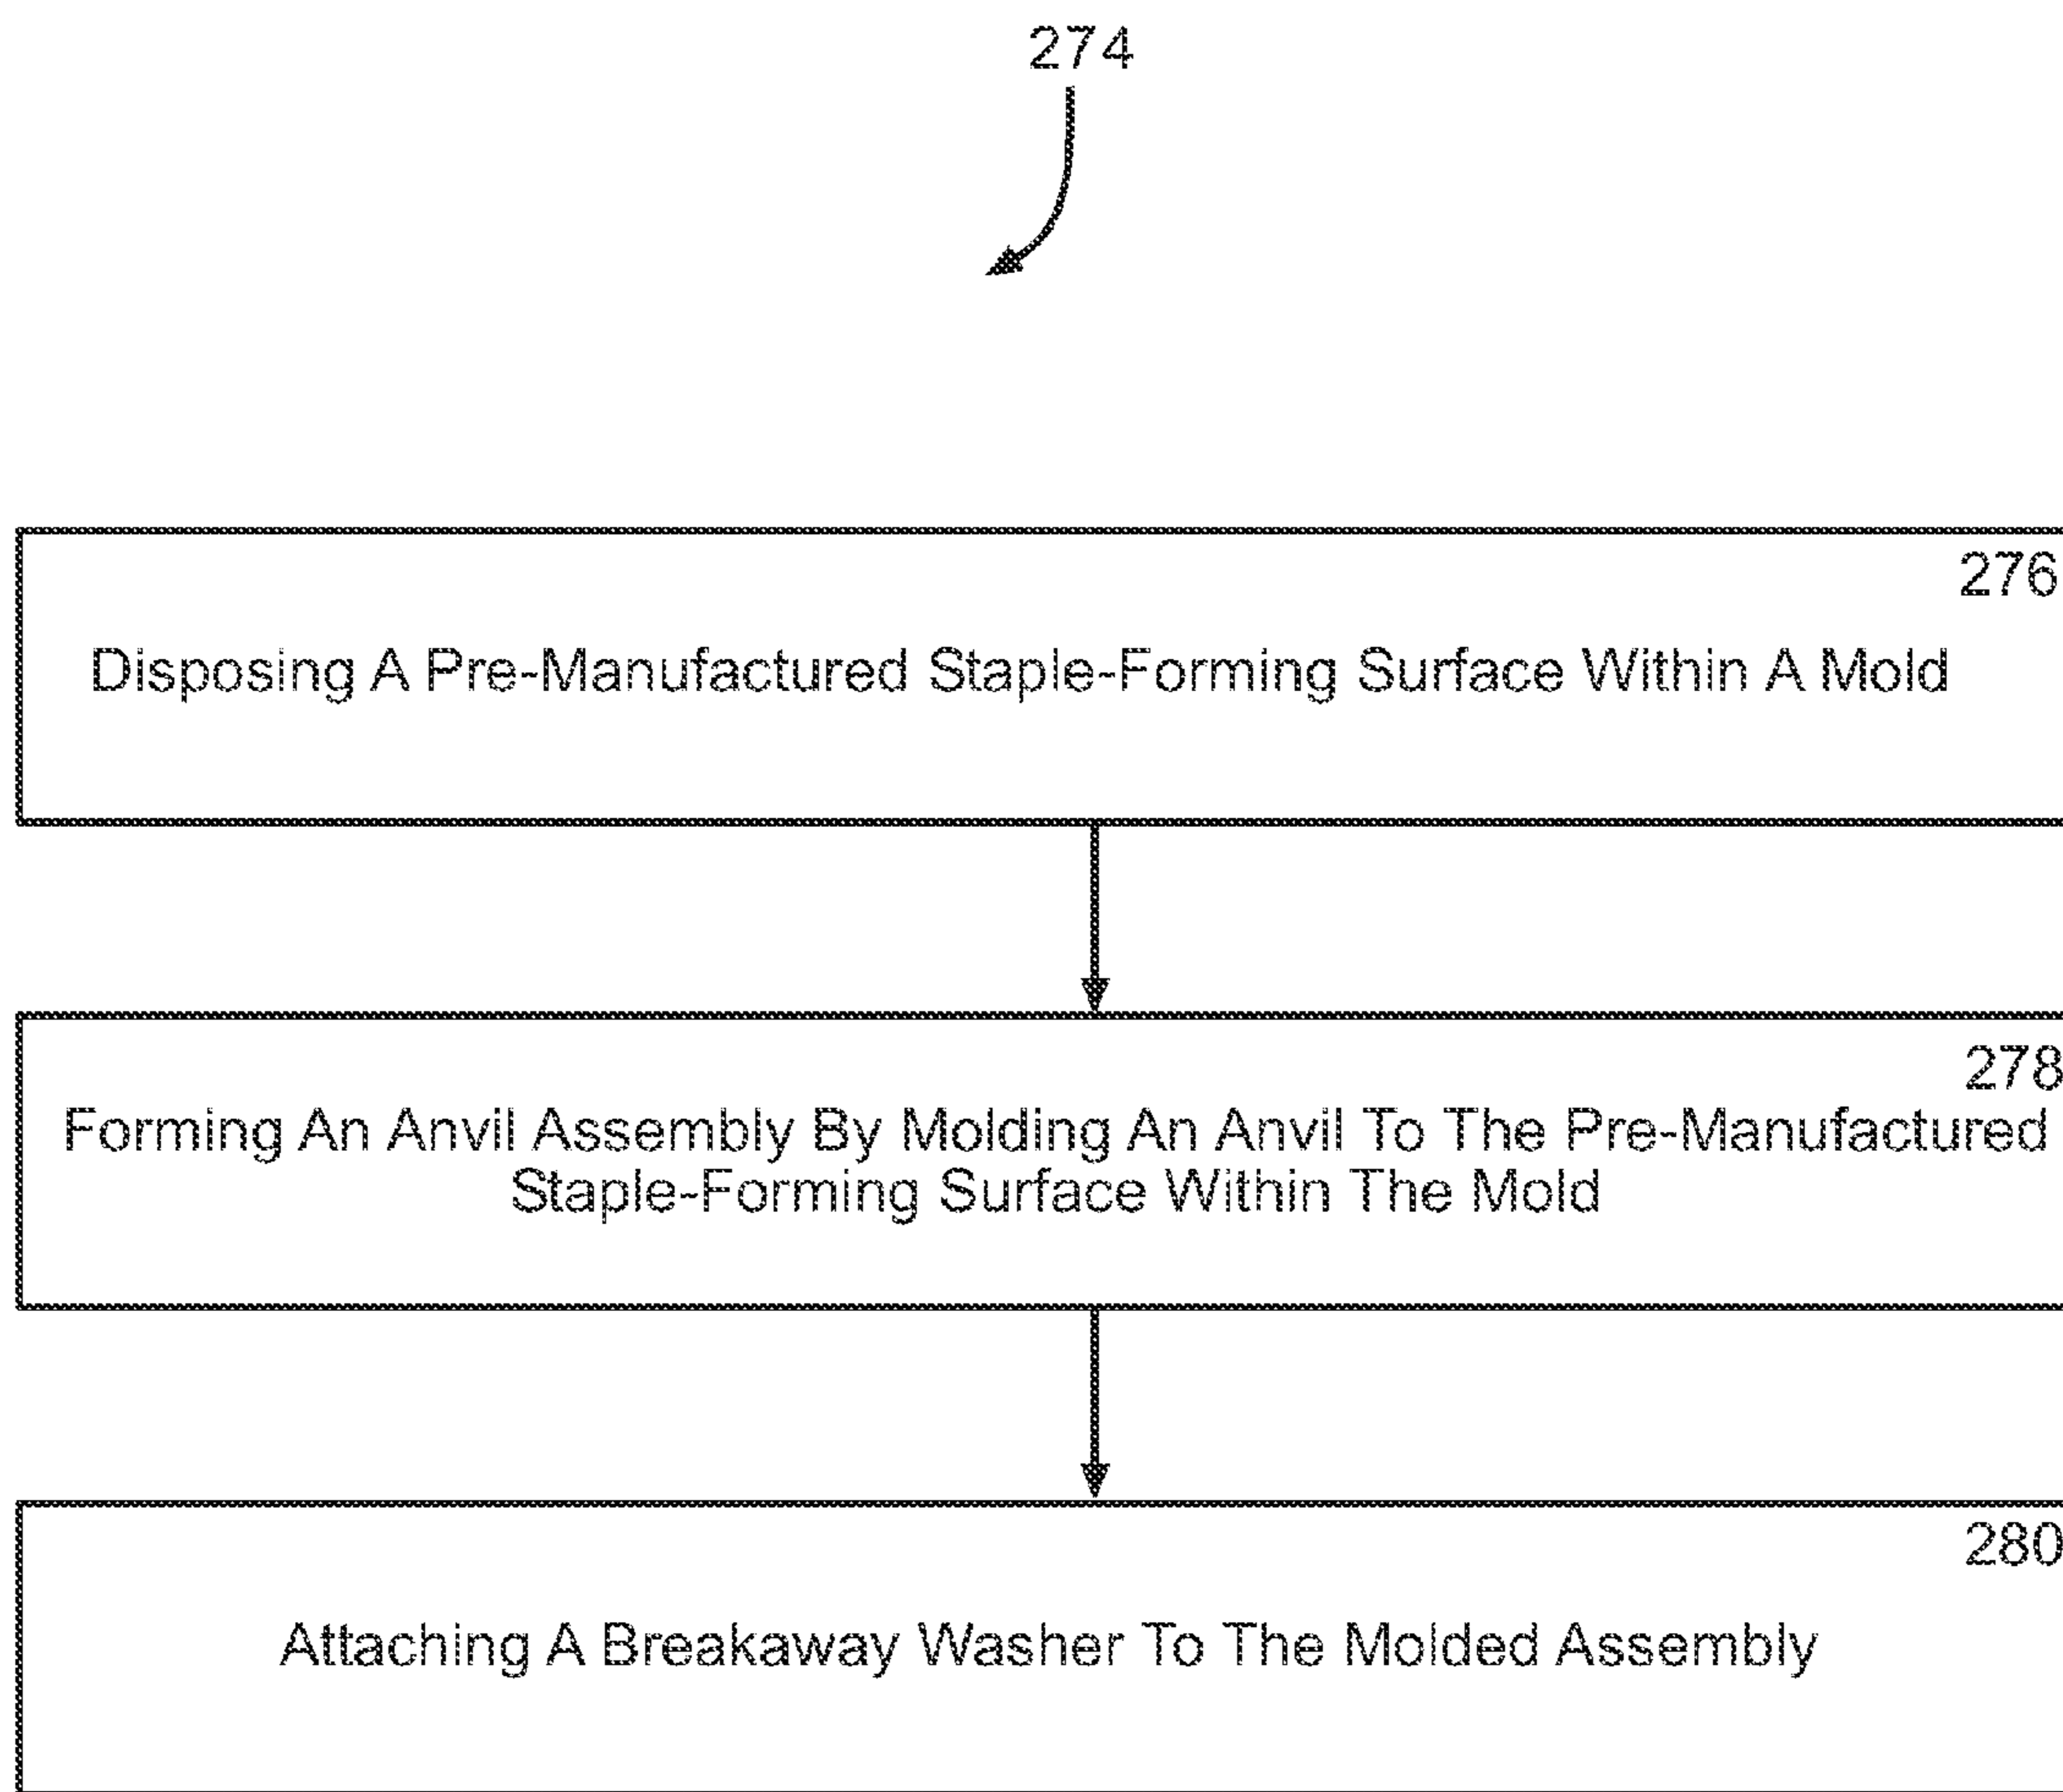 274
276
Disposing A Pre-Manufactured Staple-Forming Surface Within A Mold
278
Forming An Anvil Assembly By Molding An Anvil To The Pre-Manufactured
Staple-Forming Surface Within The Mold
280
Attaching A Breakaway Washer To The Molded Assembly